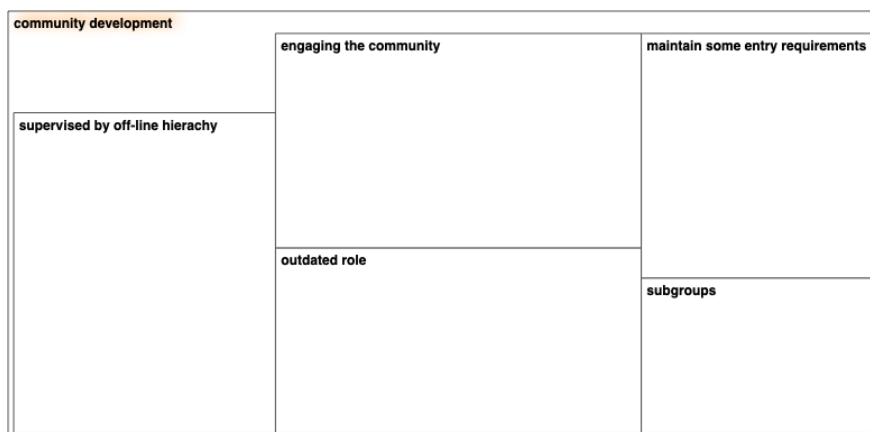 community development
engaging the community
maintain some entry requirements
supervised by off-line hierachy
outdated role
subgroups